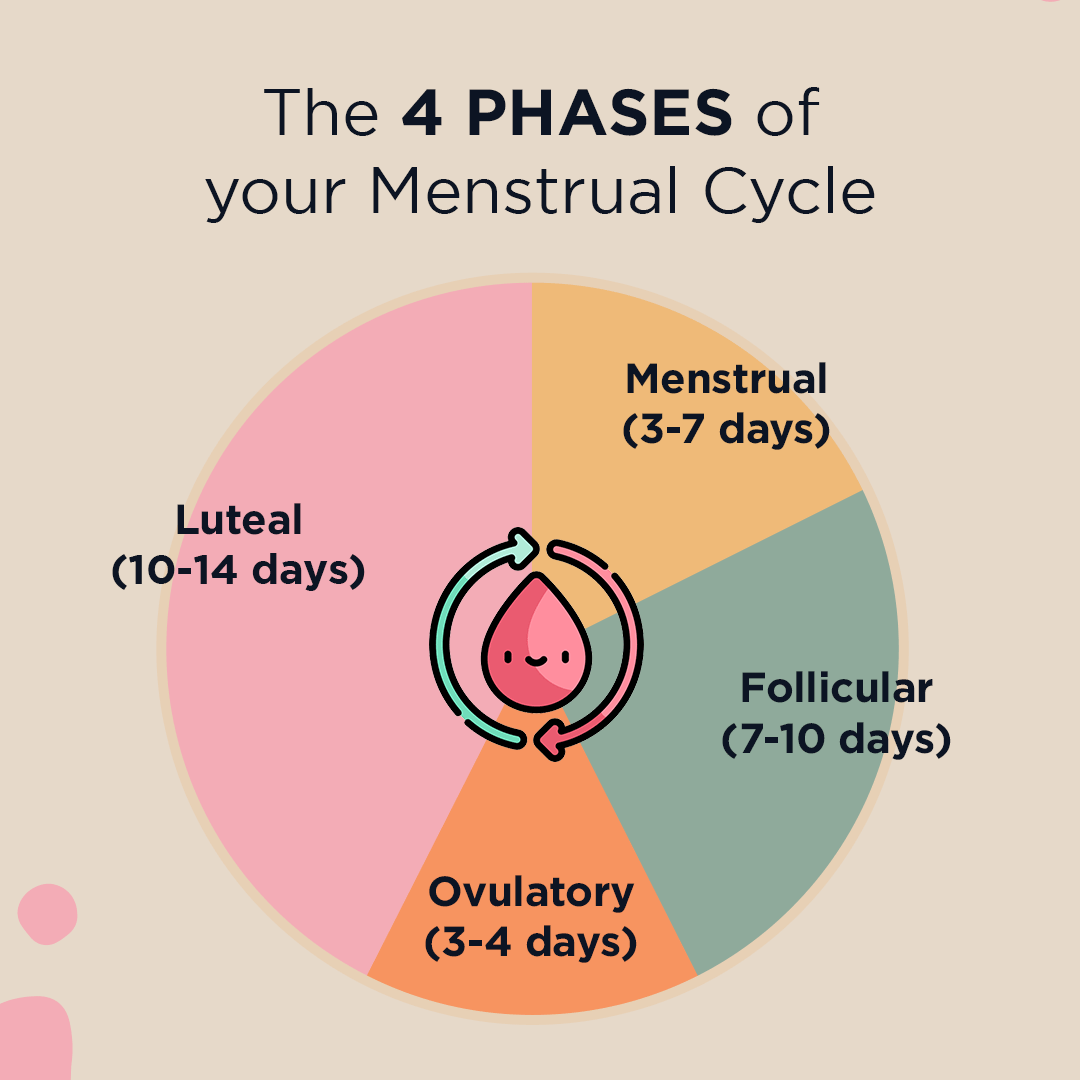 The 4 PHASES of
your Menstrual Cycle
Menstrual
(3-7 days)
Luteal
(10-14 days)
Follicular
(7-10 days)
Ovulatory
(3-4 days)